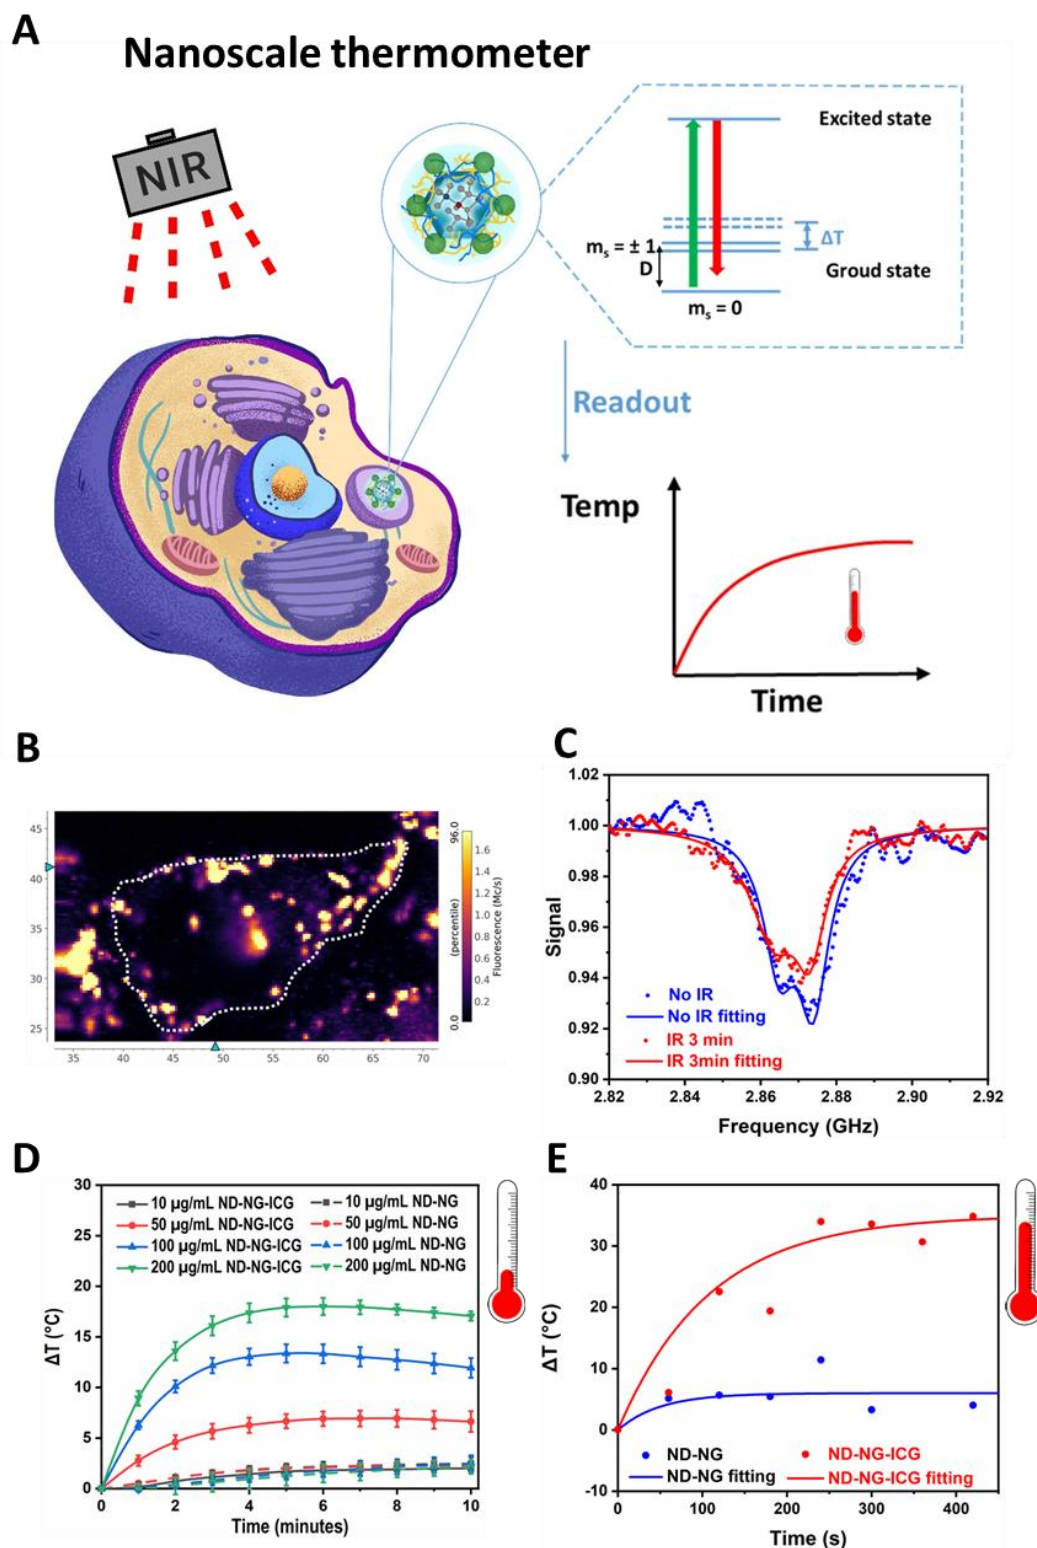 A
Nanoscale thermometer
NIR
Excited state
mₛ = ± 1
D
ΔT
Groud state
mₛ = 0
Readout
Temp
Time
B
45
40
35
30
25
35 40 45 50 55 60 65 70
96.0
(percentile)
0.0
1.6
1.4
1.2
1.0
0.8
0.6
0.4
0.2
Fluorescence (Mc/s)
C
1.02
1.00
0.98
0.96
0.94
0.92
0.90
Signal
No IR
No IR fitting
IR 3 min
IR 3min fitting
2.82 2.84 2.86 2.88 2.90 2.92
Frequency (GHz)
D
30
25
20
15
10
5
0
ΔT (°C)
10 µg/mL ND-NG-ICG 10 µg/mL ND-NG
50 µg/mL ND-NG-ICG 50 µg/mL ND-NG
100 µg/mL ND-NG-ICG 100 µg/mL ND-NG
200 µg/mL ND-NG-ICG 200 µg/mL ND-NG
0 2 4 6 8 10
Time (minutes)
E
40
30
20
10
0
-10
ΔT (°C)
ND-NG ND-NG-ICG
ND-NG fitting ND-NG-ICG fitting
0 100 200 300 400
Time (s)